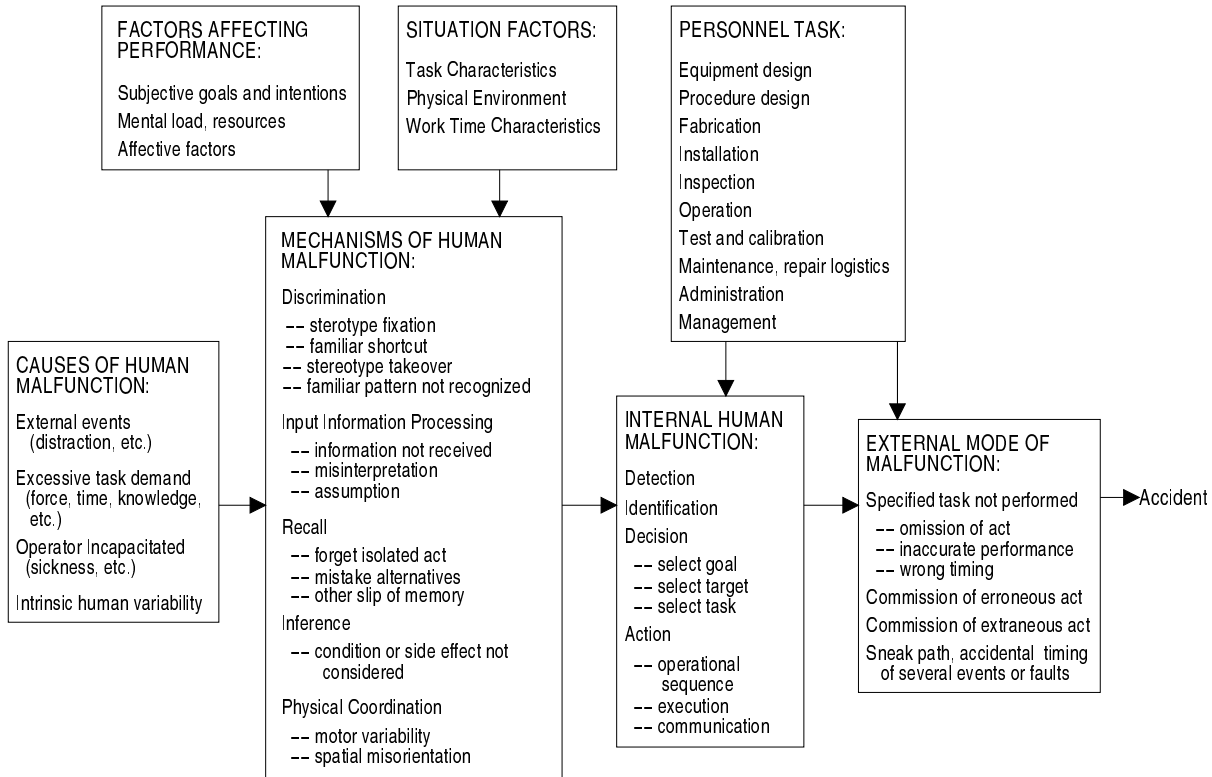 FACTORS AFFECTING
PERFORMANCE:
Subjective goals and intentions
Mental load, resources
Affective factors
SITUATION FACTORS:
Task Characteristics
Physical Environment
Work Time Characteristics
PERSONNEL TASK:
Equipment design
Procedure design
Fabrication
Installation
Inspection
Operation
Test and calibration
Maintenance, repair logistics
Administration
Management
CAUSES OF HUMAN
MALFUNCTION:
External events
(distraction, etc.)
Excessive task demand
(force, time, knowledge,
etc.)
Operator Incapacitated
(sickness, etc.)
Intrinsic human variability
MECHANISMS OF HUMAN
MALFUNCTION:
Discrimination
-- sterotype fixation
-- familiar shortcut
-- stereotype takeover
-- familiar pattern not recognized
Input Information Processing
-- information not received
-- misinterpretation
-- assumption
Recall
-- forget isolated act
-- mistake alternatives
-- other slip of memory
Inference
-- condition or side effect not
considered
Physical Coordination
-- motor variability
-- spatial misorientation
INTERNAL HUMAN
MALFUNCTION:
Detection
Identification
Decision
-- select goal
-- select target
-- select task
Action
-- operational
sequence
-- execution
-- communication
EXTERNAL MODE OF
MALFUNCTION:
Specified task not performed
-- omission of act
-- inaccurate performance
-- wrong timing
Commission of erroneous act
Commission of extraneous act
Sneak path, accidental timing
of several events or faults
Accident